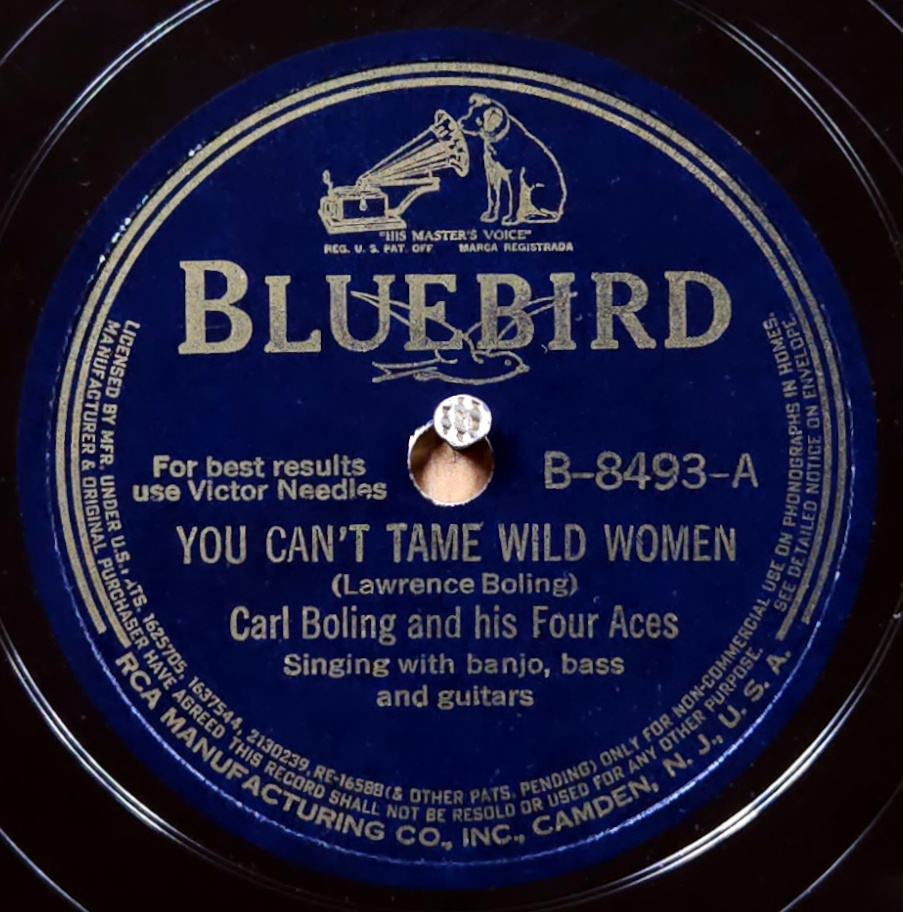 "HIS MASTER'S VOICE"
REG. U. S. PAT. OFF MARCA REGISTRADA
BLUEBIRD
For best results
use Victor Needles
B-8493-A
YOU CAN'T TAME WILD WOMEN
(Lawrence Boling)
Carl Boling and his Four Aces
Singing with banjo, bass
and guitars
LICENSED BY MFR. UNDER U.S. PATS. 1625705, 1637544, 2130239, RE-16588 (& OTHER PATS. PENDING) ONLY FOR NON-COMMERCIAL USE ON PHONOGRAPHS IN HOMES.
MANUFACTURER & ORIGINAL PURCHASER HAVE AGREED THIS RECORD SHALL NOT BE RESOLD OR USED FOR ANY OTHER PURPOSE. SEE DETAILED NOTICE ON ENVELOPE.
RCA MANUFACTURING CO., INC., CAMDEN, N. J., U. S. A.